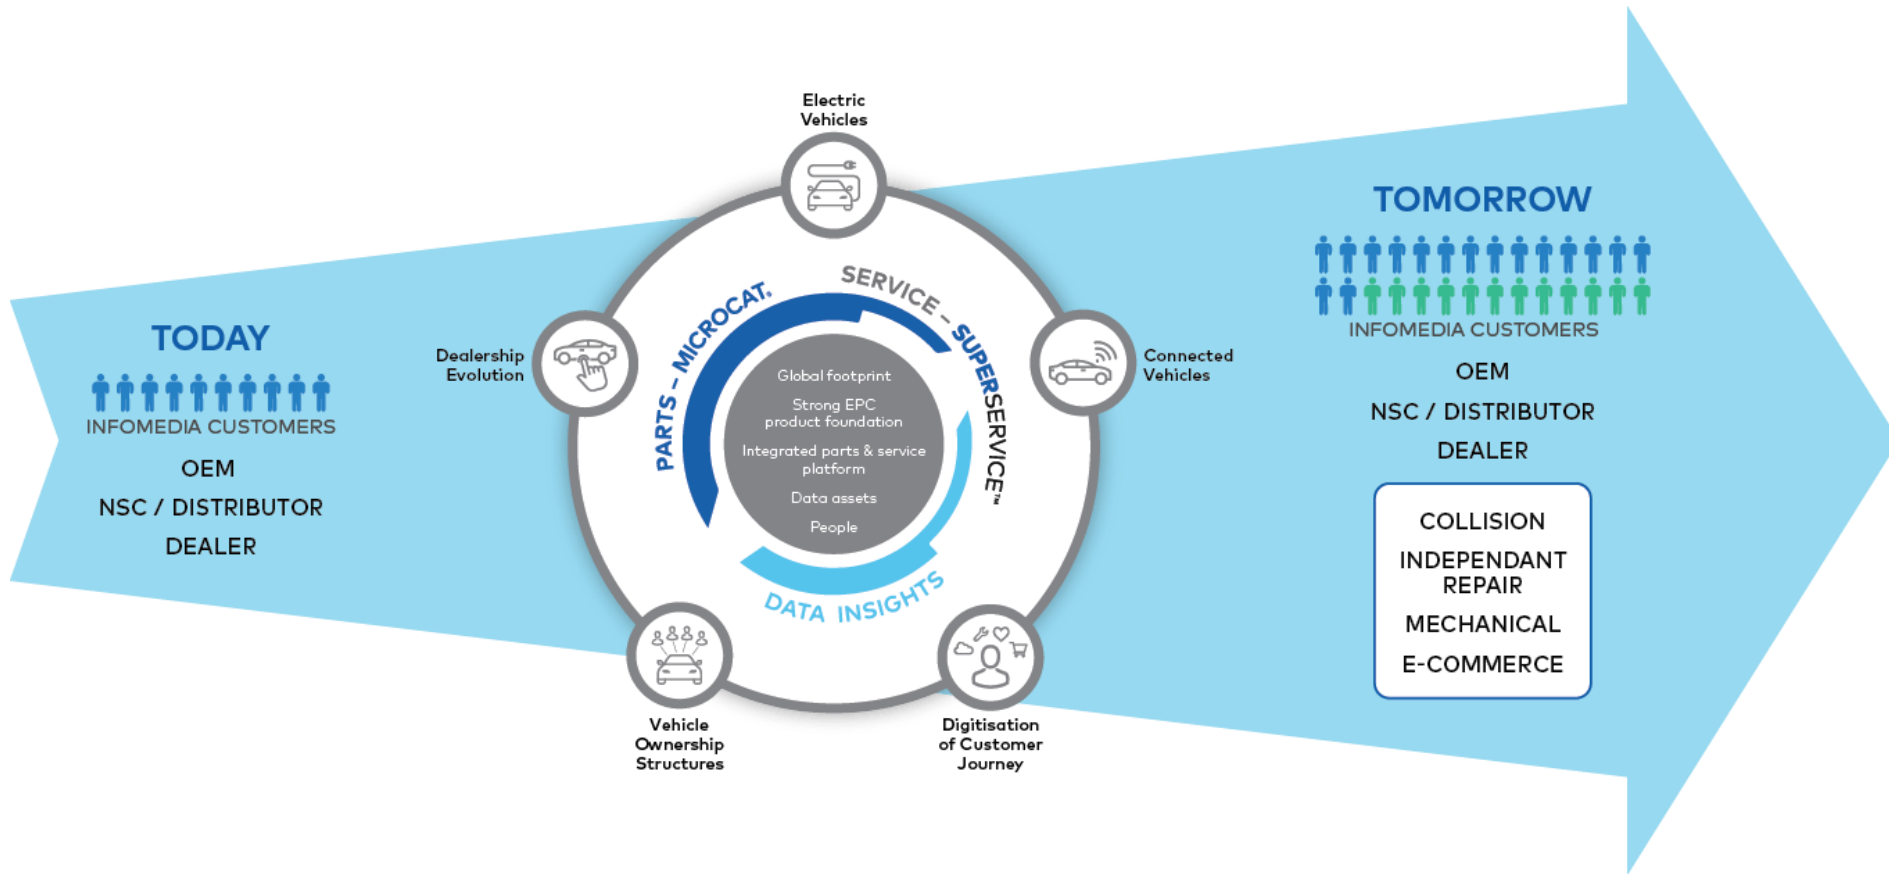 TODAY
INFOMEDIA CUSTOMERS
OEM
NSC / DISTRIBUTOR
DEALER
Electric
Vehicles
Dealership
Evolution
Connected
Vehicles
Vehicle
Ownership
Structures
Digitisation
of Customer
Journey
PARTS – MICROCAT.
SERVICE – SUPERSERVICE™
DATA INSIGHTS
Global footprint
Strong EPC
product foundation
Integrated parts & service
platform
Data assets
People
TOMORROW
INFOMEDIA CUSTOMERS
OEM
NSC / DISTRIBUTOR
DEALER
COLLISION
INDEPENDANT
REPAIR
MECHANICAL
E-COMMERCE